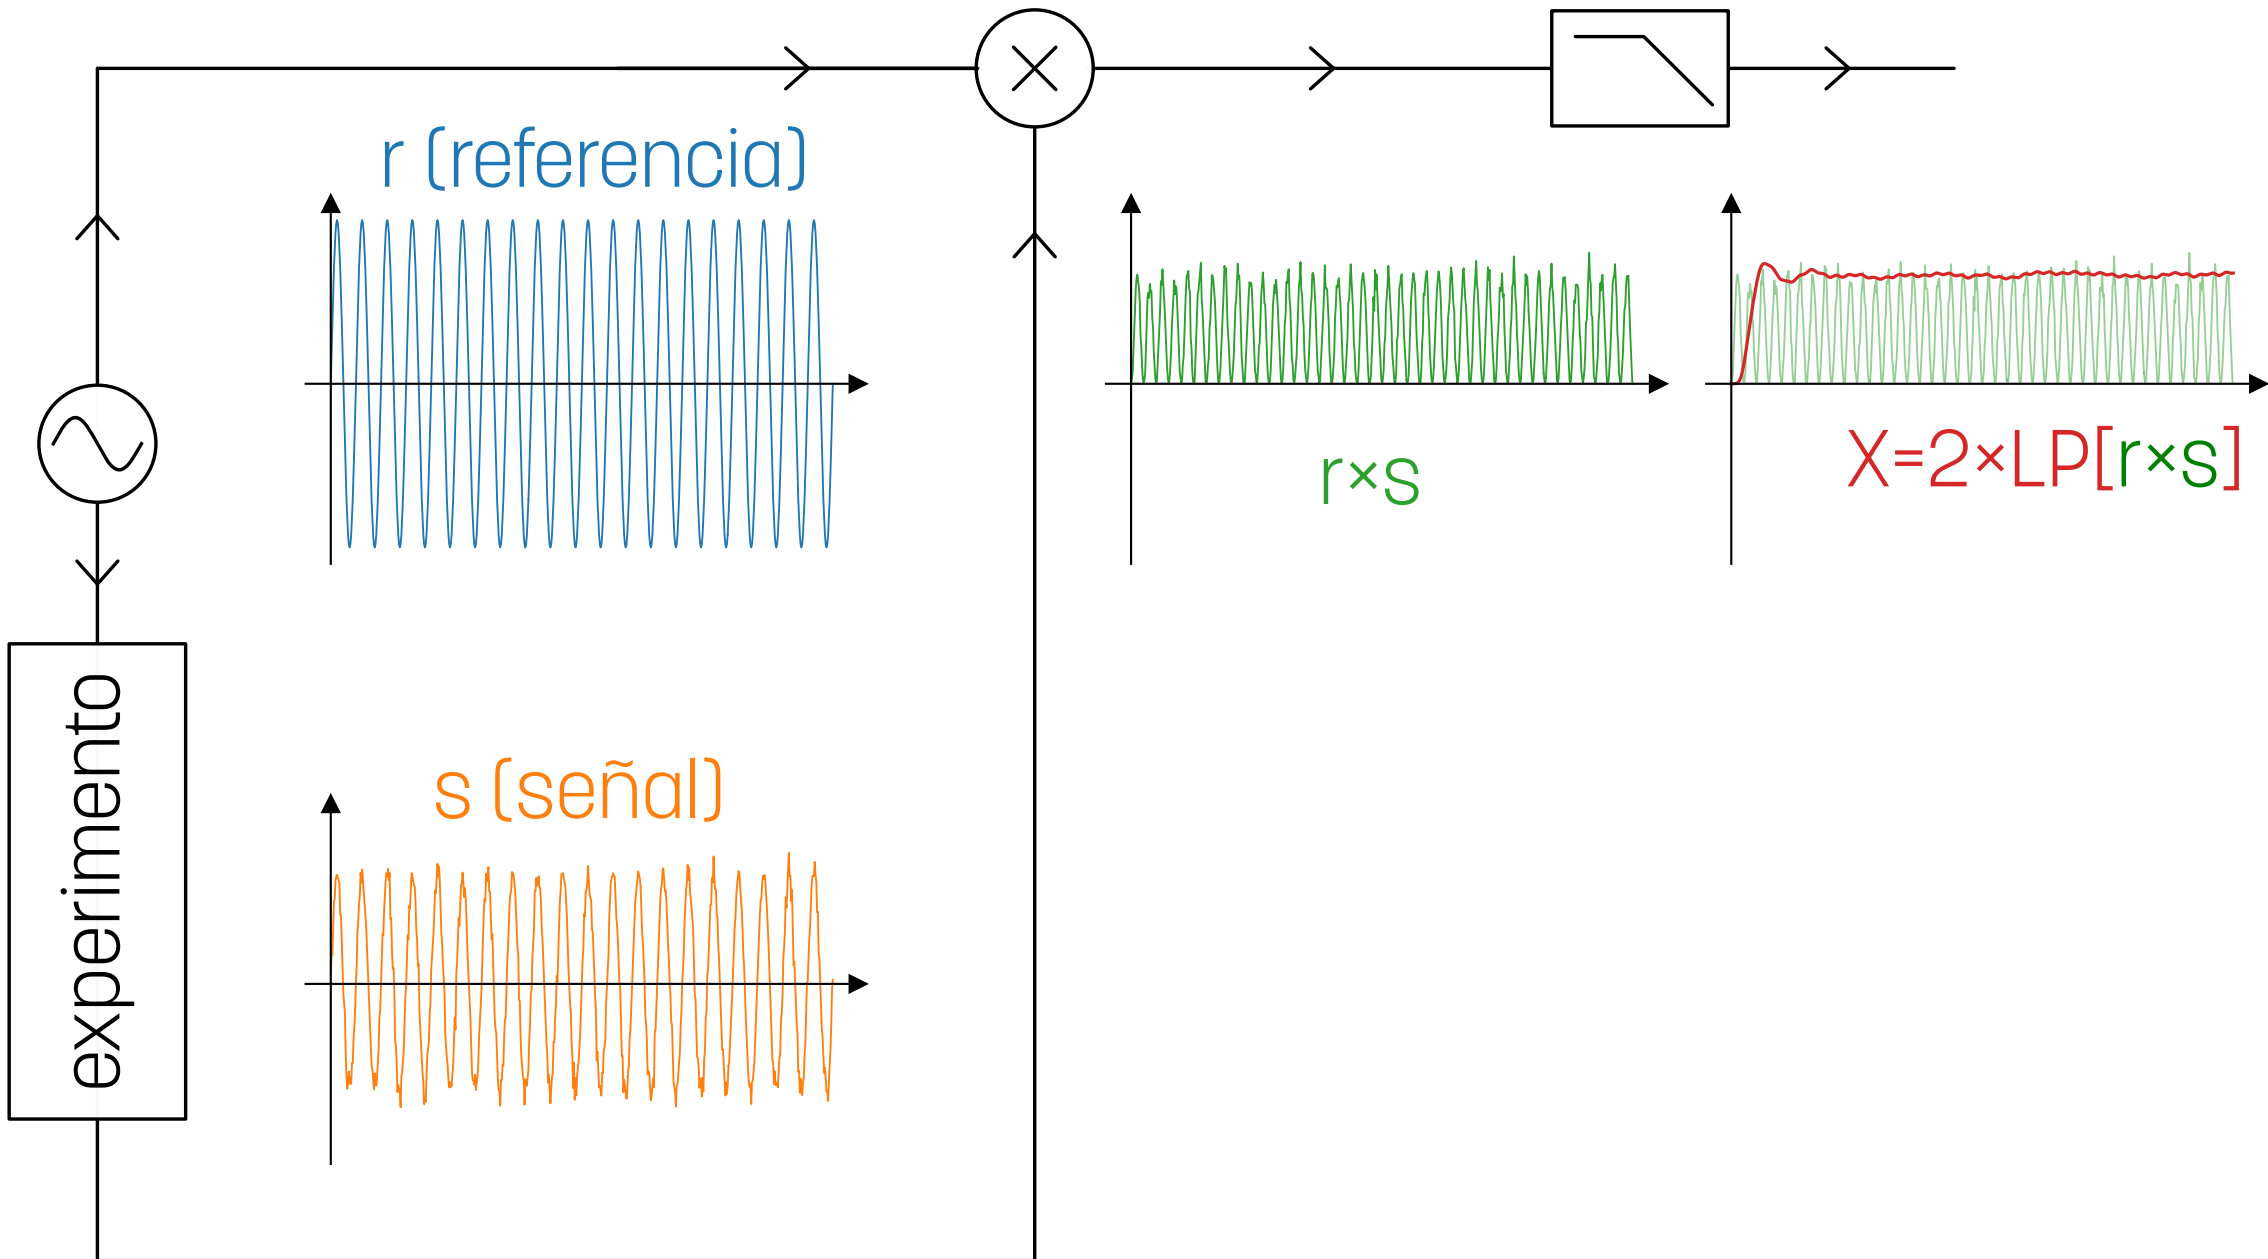 r (referencia)
r×s
X=2×LP[r×s]
experimento
s (señal)